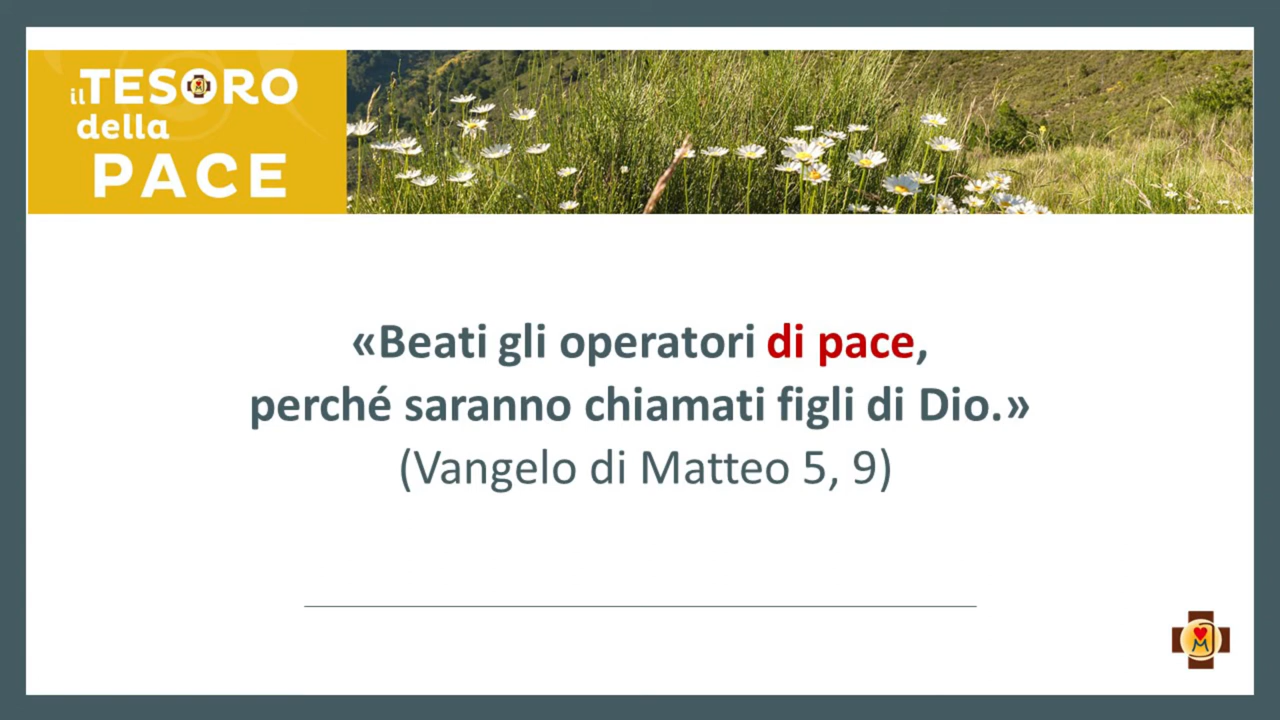 il TESORO
della
PACE
«Beati gli operatori di pace,
perché saranno chiamati figli di Dio.»
(Vangelo di Matteo 5, 9)
M